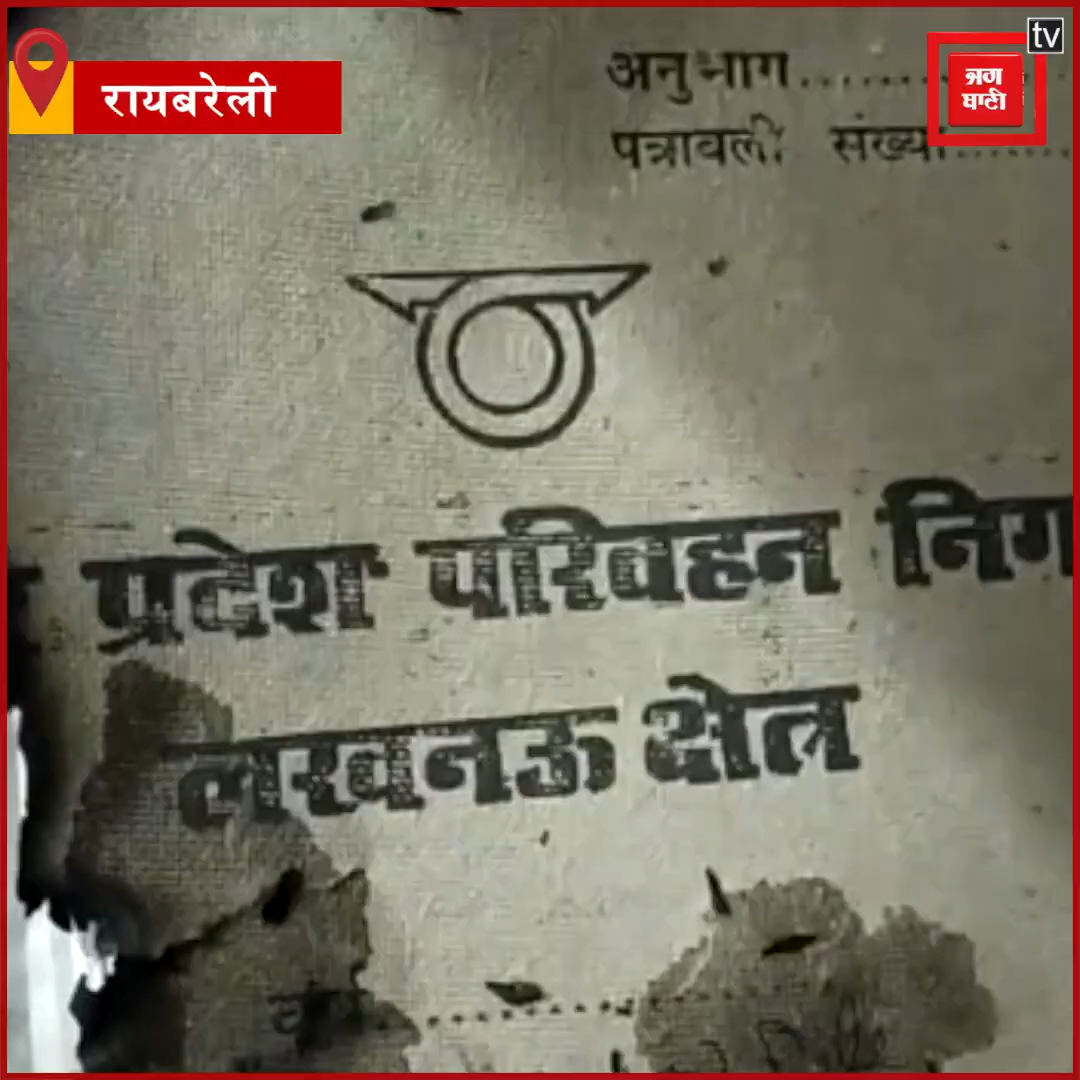 रायबरेली
tv
जग
बाणी
अनुभाग..........
पत्रावली संख्या..........
प्रदेश परिवहन निग
लखनऊ क्षेत्र